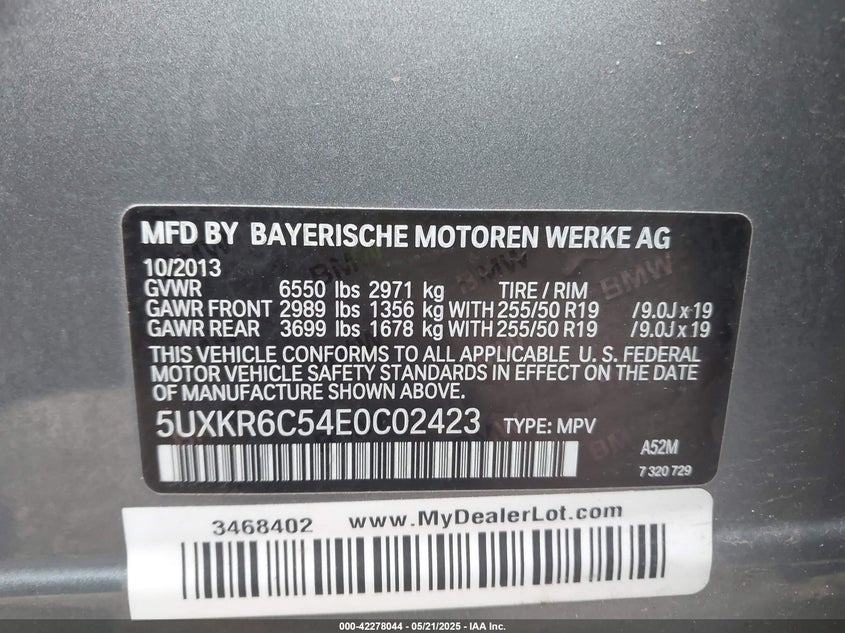 MFD BY BAYERISCHE MOTOREN WERKE AG
10/2013
GVWR 6550 lbs 2971 kg TIRE / RIM
GAWR FRONT 2989 lbs 1356 kg WITH 255/50 R19 / 9.0J x 19
GAWR REAR 3699 lbs 1678 kg WITH 255/50 R19 / 9.0J x 19
THIS VEHICLE CONFORMS TO ALL APPLICABLE U. S. FEDERAL
MOTOR VEHICLE SAFETY STANDARDS IN EFFECT ON THE DATE OF
MANUFACTURE SHOWN ABOVE.
5UXKR6C54E0C02423 TYPE: MPV
A52M
7 320 729
3468402 www.MyDealerLot.com
000-42278044 - 05/21/2025 - IAA Inc.